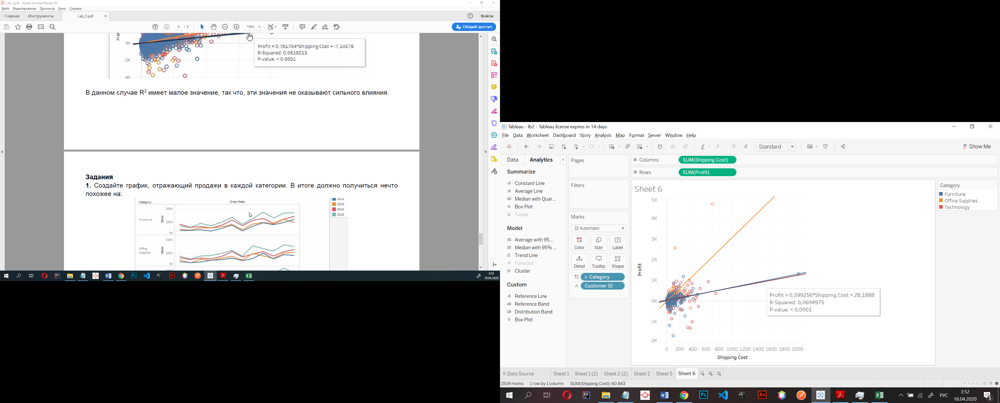 Lab_3.pdf - Adobe Acrobat Reader DC
Файл Редактирование Просмотр Окно Справка
Главная Инструменты Lab_3.pdf × ? Войти
9 / 9 150% Общий доступ
0K
-2K
-4K
Profit = 0.761704*Shipping Cost + -7.14578
R-Squared: 0.0819213
P-value: < 0.0001
В данном случае R² имеет малое значение, так что, эти значения не оказывают сильного влияния.
Задания
1. Создайте график, отражающий продажи в каждой категории. В итоге должно получиться нечто
похожее на:
Category Order Date
2012
2013
2014
2015
Furniture Sales 200K
100K
0K
Office
Supplies Sales 200K
100K
0K
3:52
18.04.2020
Tableau - lb2 - Tableau license expires in 14 days
File Data Worksheet Dashboard Story Analysis Map Format Server Window Help
Standard Show Me
Data Analytics
Summarize
Constant Line
Average Line
Median with Quar...
Box Plot
Totals
Model
Average with 95...
Median with 95% ...
Trend Line
Forecast
Cluster
Custom
Reference Line
Reference Band
Distribution Band
Box Plot
Pages
Filters
Marks
Automatic
Color Size Label
Detail Tooltip Shape
Category
Customer ID
Columns SUM(Shipping Cost)
Rows SUM(Profit)
Sheet 6
5K
4K
3K
2K
1K
0K
-1K
-2K
Profit
0 200 400 600 800 1000 1200 1400 1600 1800 2000
Shipping Cost
Profit = 0,599256*Shipping Cost + 28,1888
R-Squared: 0,0694975
P-value: < 0,0001
Category
Furniture
Office Supplies
Technology
Data Source Sheet 1 Sheet 1 (2) Sheet 2 (2) Sheet 2 Sheet 5 Sheet 6
1509 marks 1 row by 1 column SUM(Shipping Cost): 60 843
РУС 3:52
18.04.2020 5